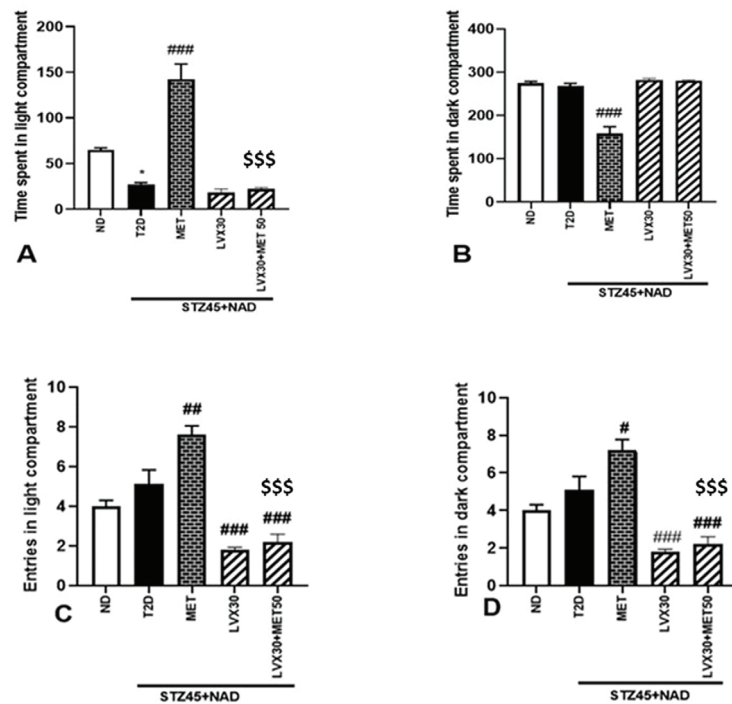 Time spent in light compartment
200
150
100
50
0
###
*
$$$
ND
T2D
MET
LVX30
LVX30+MET 50
A
STZ45+NAD
Time spent in dark compartment
400
300
200
100
0
###
ND
T2D
MET
LVX30
LVX30+MET50
B
STZ45+NAD
Entries in light compartment
10
8
6
4
2
0
##
$$$
###
###
ND
T2D
MET
LVX30
LVX30+MET50
C
STZ45+NAD
Entries in dark compartment
10
8
6
4
2
0
#
$$$
###
###
ND
T2D
MET
LVX30
LVX30+MET50
D
STZ45+NAD